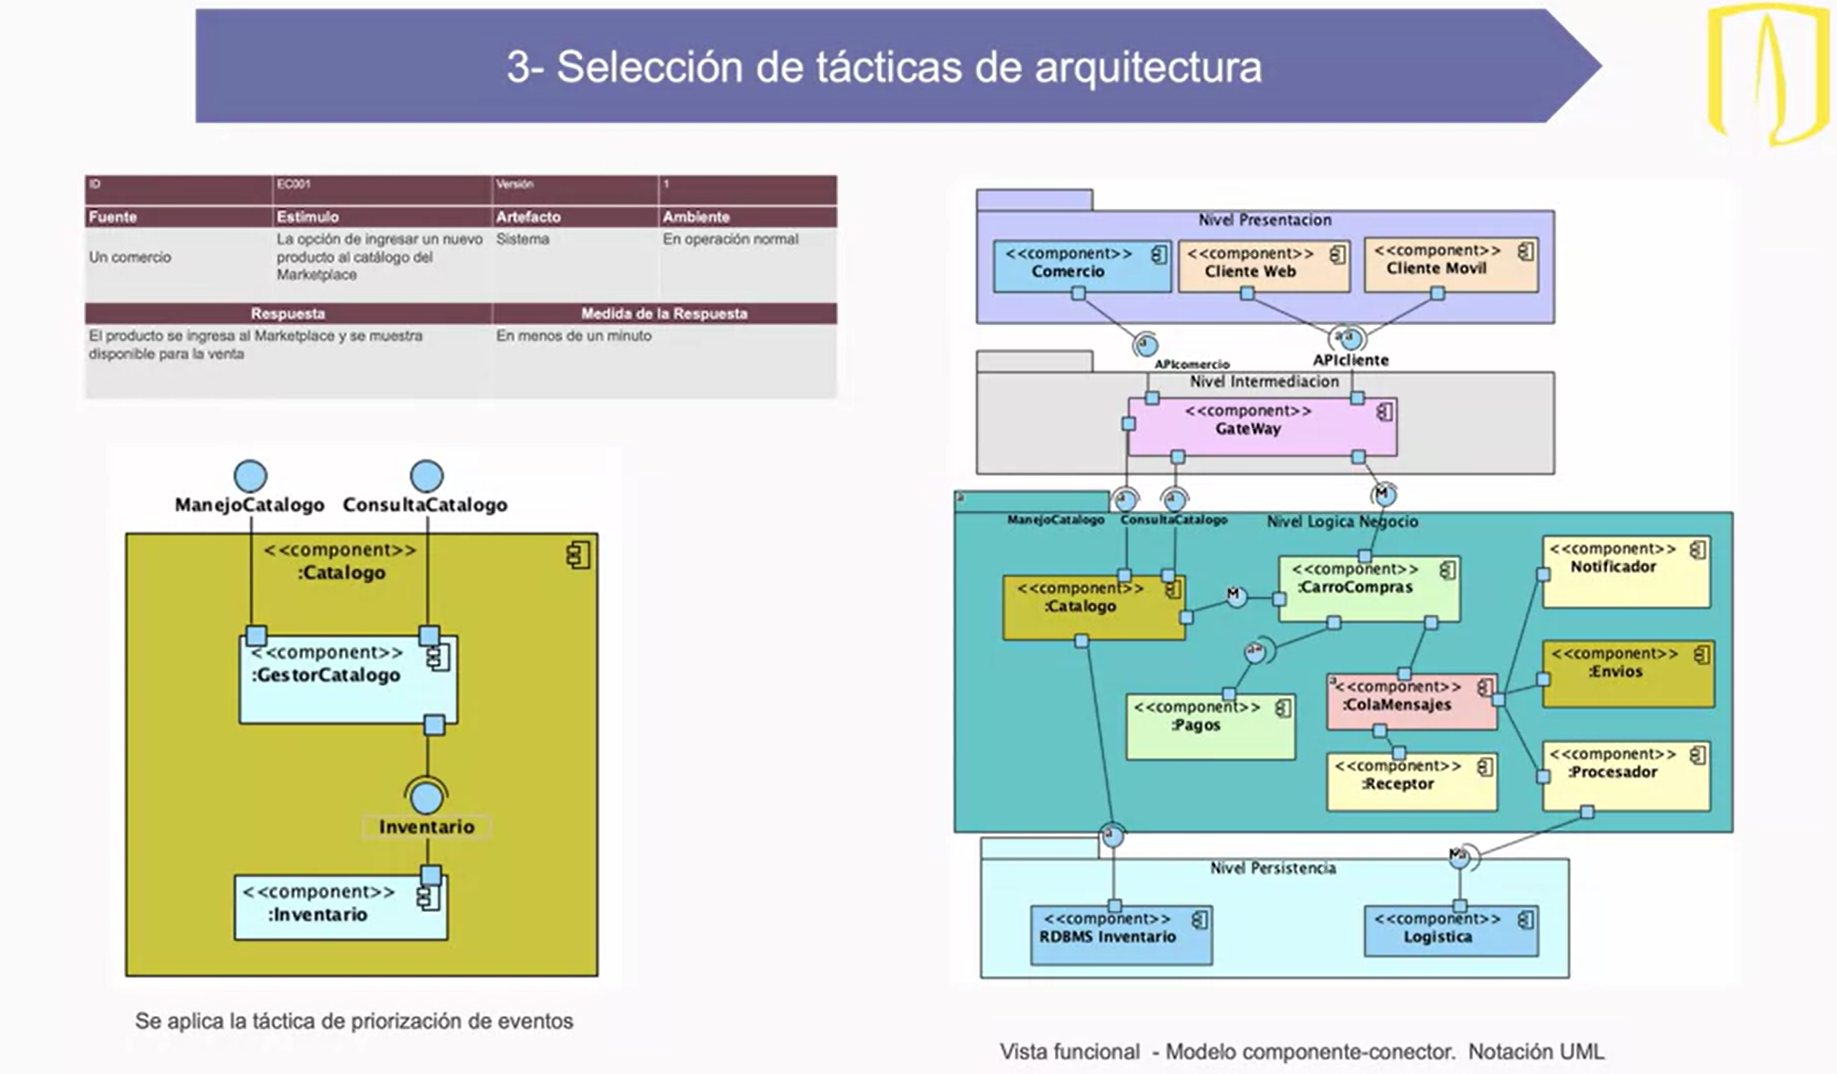 3- Selección de tácticas de arquitectura
ID EC001 Versión 1
Fuente Estímulo Artefacto Ambiente
Un comercio
La opción de ingresar un nuevo
producto al catálogo del
Marketplace
Sistema
En operación normal
Respuesta Medida de la Respuesta
El producto se ingresa al Marketplace y se muestra
disponible para la venta
En menos de un minuto
ManejoCatalogo ConsultaCatalogo
<<component>>
:Catalogo
<<component>>
:GestorCatalogo
Inventario
<<component>>
:Inventario
Se aplica la táctica de priorización de eventos
Nivel Presentacion
<<component>>
Comercio
<<component>>
Cliente Web
<<component>>
Cliente Movil
APIcomercio
APIcliente
Nivel Intermediacion
<<component>>
GateWay
M
ManejoCatalogo ConsultaCatalogo Nivel Logica Negocio
<<component>>
:Catalogo
M
<<component>>
:CarroCompras
<<component>>
Notificador
<<component>>
:Pagos
<<component>>
:ColaMensajes
<<component>>
:Envios
<<component>>
:Receptor
<<component>>
:Procesador
Nivel Persistencia
<<component>>
RDBMS Inventario
<<component>>
Logistica
Vista funcional - Modelo componente-conector. Notación UML